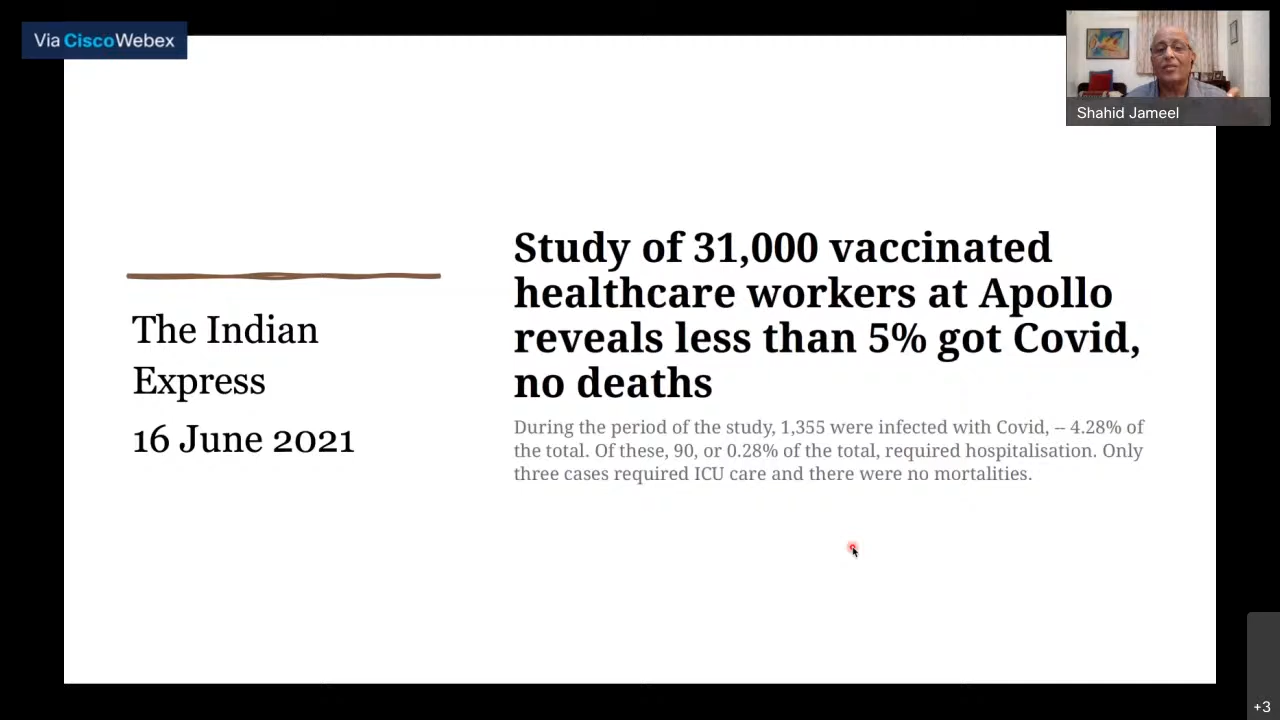 Via CiscoWebex
Shahid Jameel
The Indian
Express
16 June 2021
Study of 31,000 vaccinated
healthcare workers at Apollo
reveals less than 5% got Covid,
no deaths
During the period of the study, 1,355 were infected with Covid, -- 4.28% of
the total. Of these, 90, or 0.28% of the total, required hospitalisation. Only
three cases required ICU care and there were no mortalities.
+3